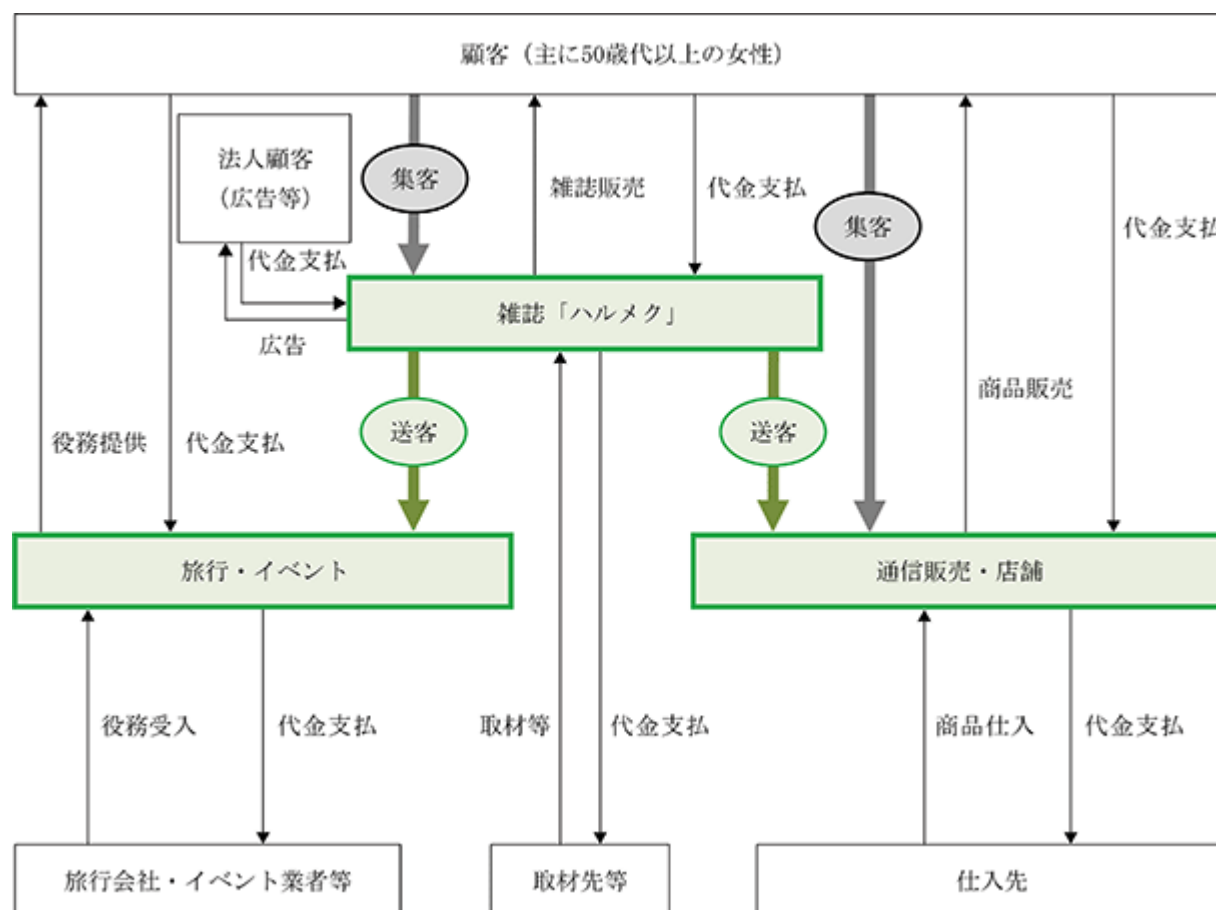 顧客（主に50歳代以上の女性）
法人顧客
（広告等）
集客
雑誌販売
代金支払
集客
代金支払
代金支払
雑誌「ハルメク」
広告
商品販売
送客
送客
役務提供
代金支払
旅行・イベント
通信販売・店舗
役務受入
代金支払
取材等
代金支払
商品仕入
代金支払
旅行会社・イベント業者等
取材先等
仕入先